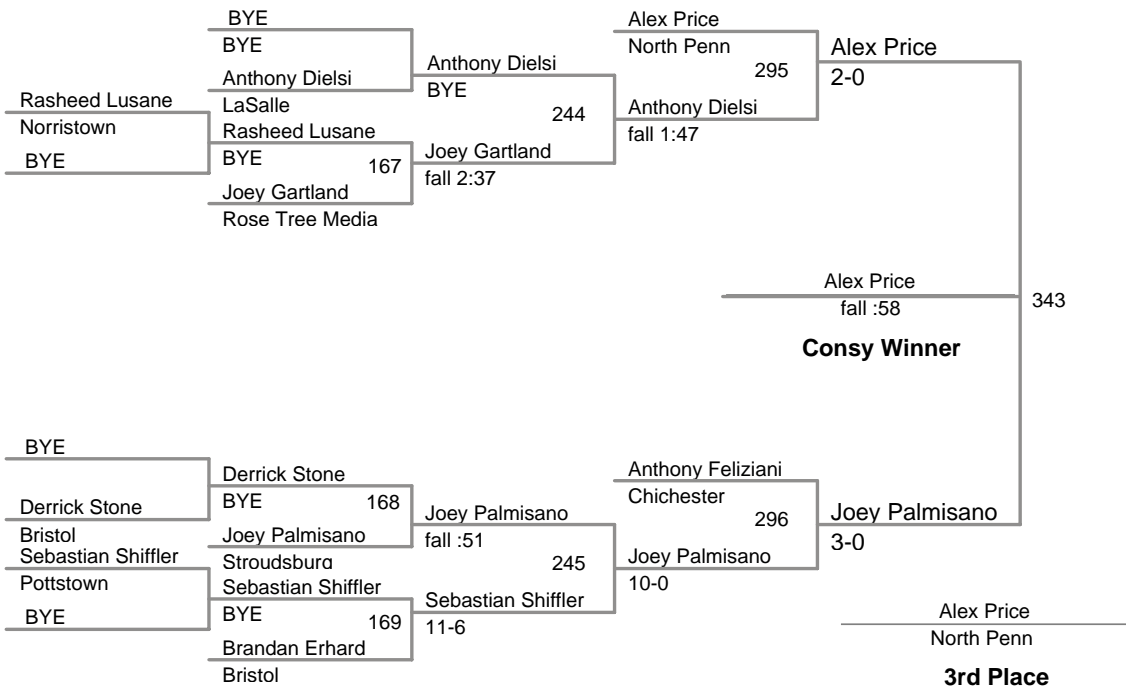 BYE
BYE
Anthony Dielsi
LaSalle
Rasheed Lusane
Norristown
BYE
Rasheed Lusane
BYE
167
Joey Gartland
Rose Tree Media
Anthony Dielsi
BYE
244
Joey Gartland
fall 2:37
Alex Price
North Penn
295
Anthony Dielsi
fall 1:47
Alex Price
2-0
Alex Price
fall :58
343
Consy Winner
BYE
Derrick Stone
Bristol
Sebastian Shiffler
Pottstown
BYE
Derrick Stone
BYE
168
Joey Palmisano
Stroudsburg
Sebastian Shiffler
BYE
169
Brandan Erhard
Bristol
Joey Palmisano
fall :51
245
Sebastian Shiffler
11-6
Anthony Feliziani
Chichester
296
Joey Palmisano
10-0
Joey Palmisano
3-0
Alex Price
North Penn
3rd Place